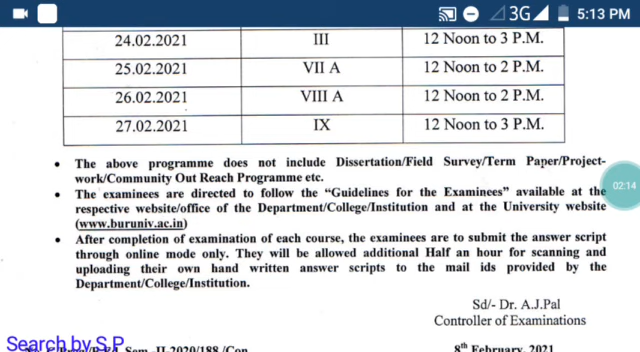 3G 5:13 PM
24.02.2021 III 12 Noon to 3 P.M.
25.02.2021 VII A 12 Noon to 2 P.M.
26.02.2021 VIII A 12 Noon to 2 P.M.
27.02.2021 IX 12 Noon to 3 P.M.
• The above programme does not include Dissertation/Field Survey/Term Paper/Project-
work/Community Out Reach Programme etc.
• The examinees are directed to follow the “Guidelines for the Examinees” available at the
respective website/office of the Department/College/Institution and at the University website
(www.buruniv.ac.in)
02:14
• After completion of examination of each course, the examinees are to submit the answer script
through online mode only. They will be allowed additional Half an hour for scanning and
uploading their own hand written answer scripts to the mail ids provided by the
Department/College/Institution.
Sd/- Dr. A.J.Pal
Controller of Examinations
Search by S.P
Sem -II-2020/188 /Con 8th February, 2021